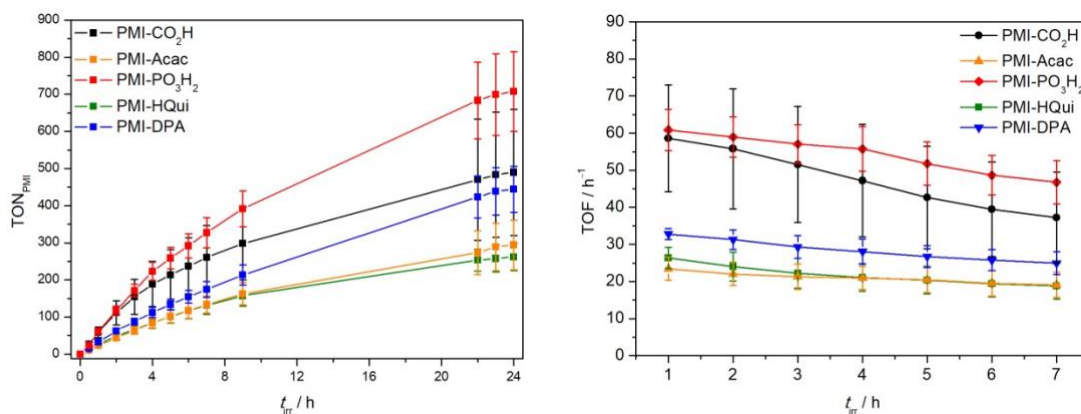 900
800
700
600
500
400
300
200
100
0
TON_PMI
PMI-CO₂H
PMI-Acac
PMI-PO₃H₂
PMI-HQui
PMI-DPA
0 4 8 12 16 20 24
t_irr / h
90
80
70
60
50
40
30
20
10
0
TOF / h⁻¹
PMI-CO₂H
PMI-Acac
PMI-PO₃H₂
PMI-HQui
PMI-DPA
1 2 3 4 5 6 7
t_irr / h